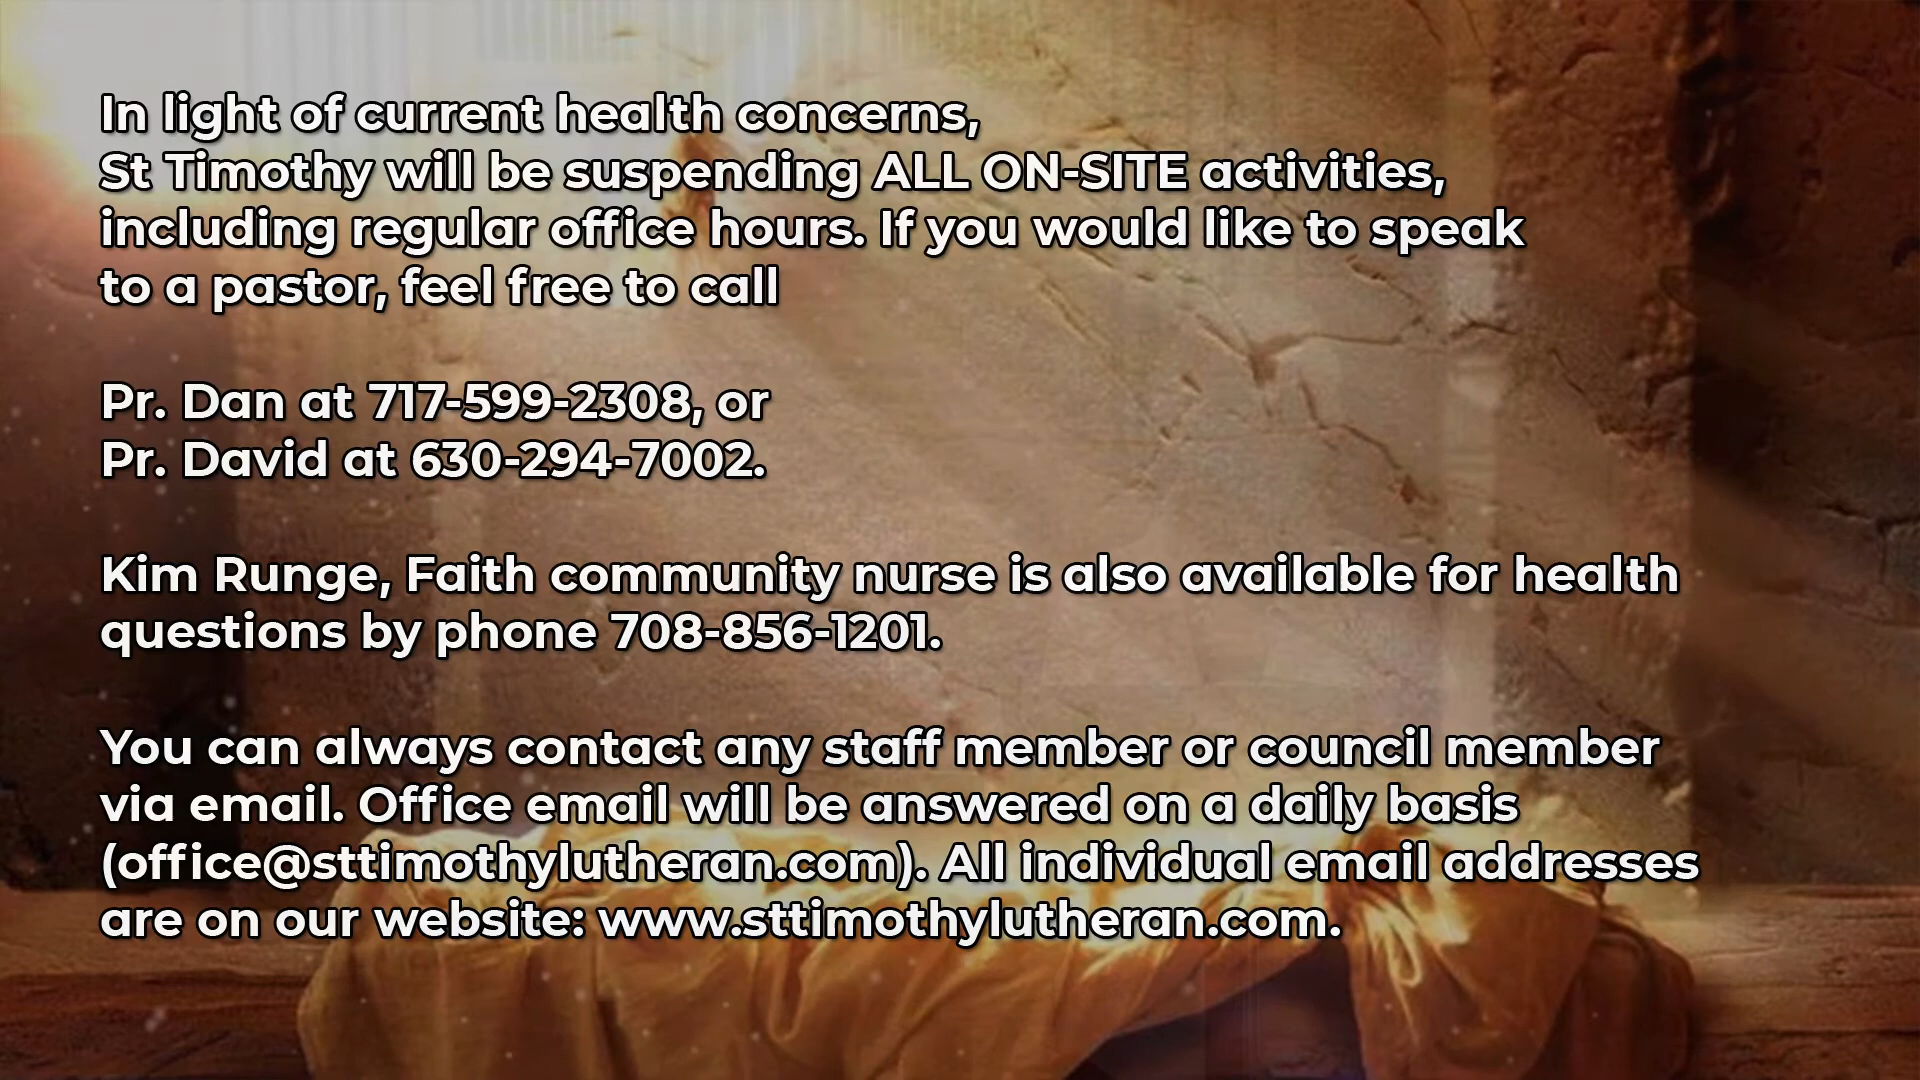 In light of current health concerns,
St Timothy will be suspending ALL ON-SITE activities,
including regular office hours. If you would like to speak
to a pastor, feel free to call
Pr. Dan at 717-599-2308, or
Pr. David at 630-294-7002.
Kim Runge, Faith community nurse is also available for health
questions by phone 708-856-1201.
You can always contact any staff member or council member
via email. Office email will be answered on a daily basis
(office@sttimothylutheran.com). All individual email addresses
are on our website: www.sttimothylutheran.com.